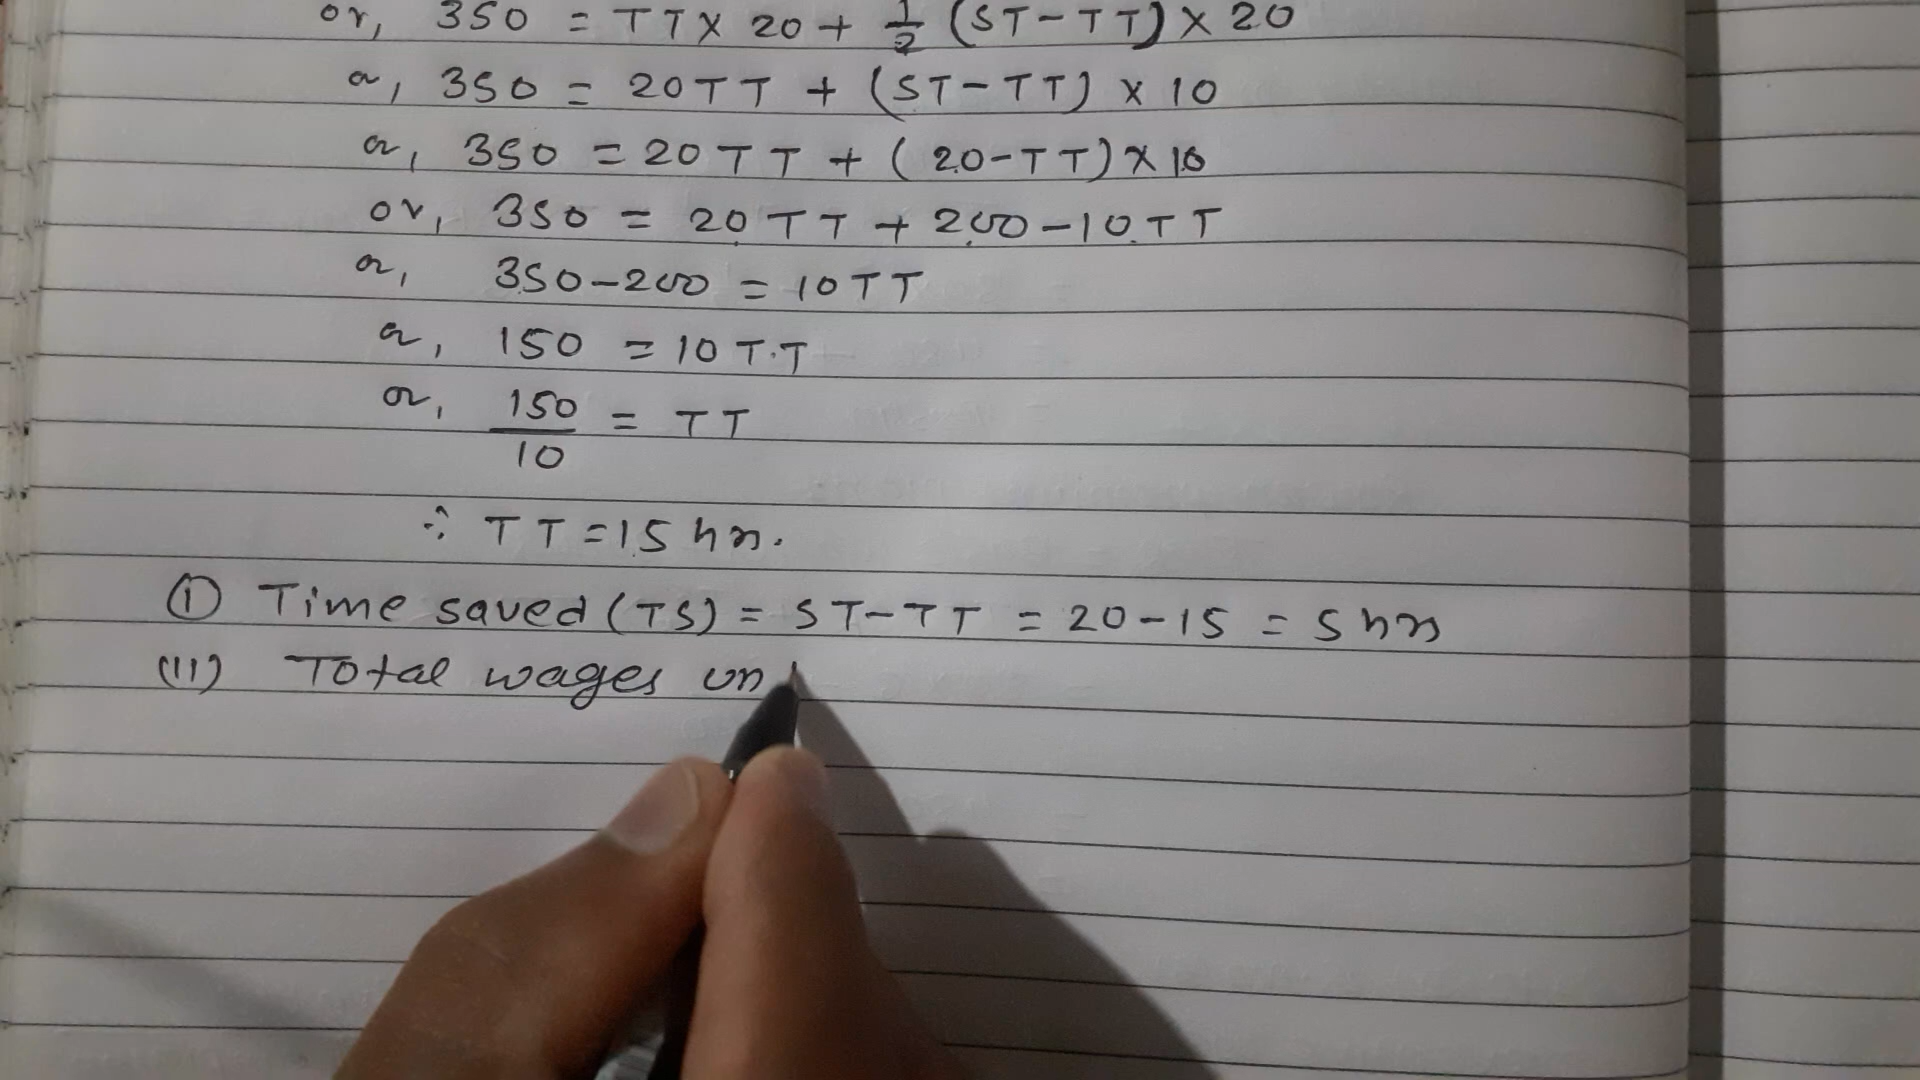 or, 350 = TT × 20 + 1/2 (ST - TT) × 20
or, 350 = 20TT + (ST - TT) × 10
or, 350 = 20TT + (20 - TT) × 10
or, 350 = 20TT + 200 - 10TT
or, 350 - 200 = 10TT
or, 150 = 10T.T
or, 150/10 = TT
∴ TT = 15 hrs.
(I) Time saved (TS) = ST - TT = 20 - 15 = 5 hrs
(II) Total wages un